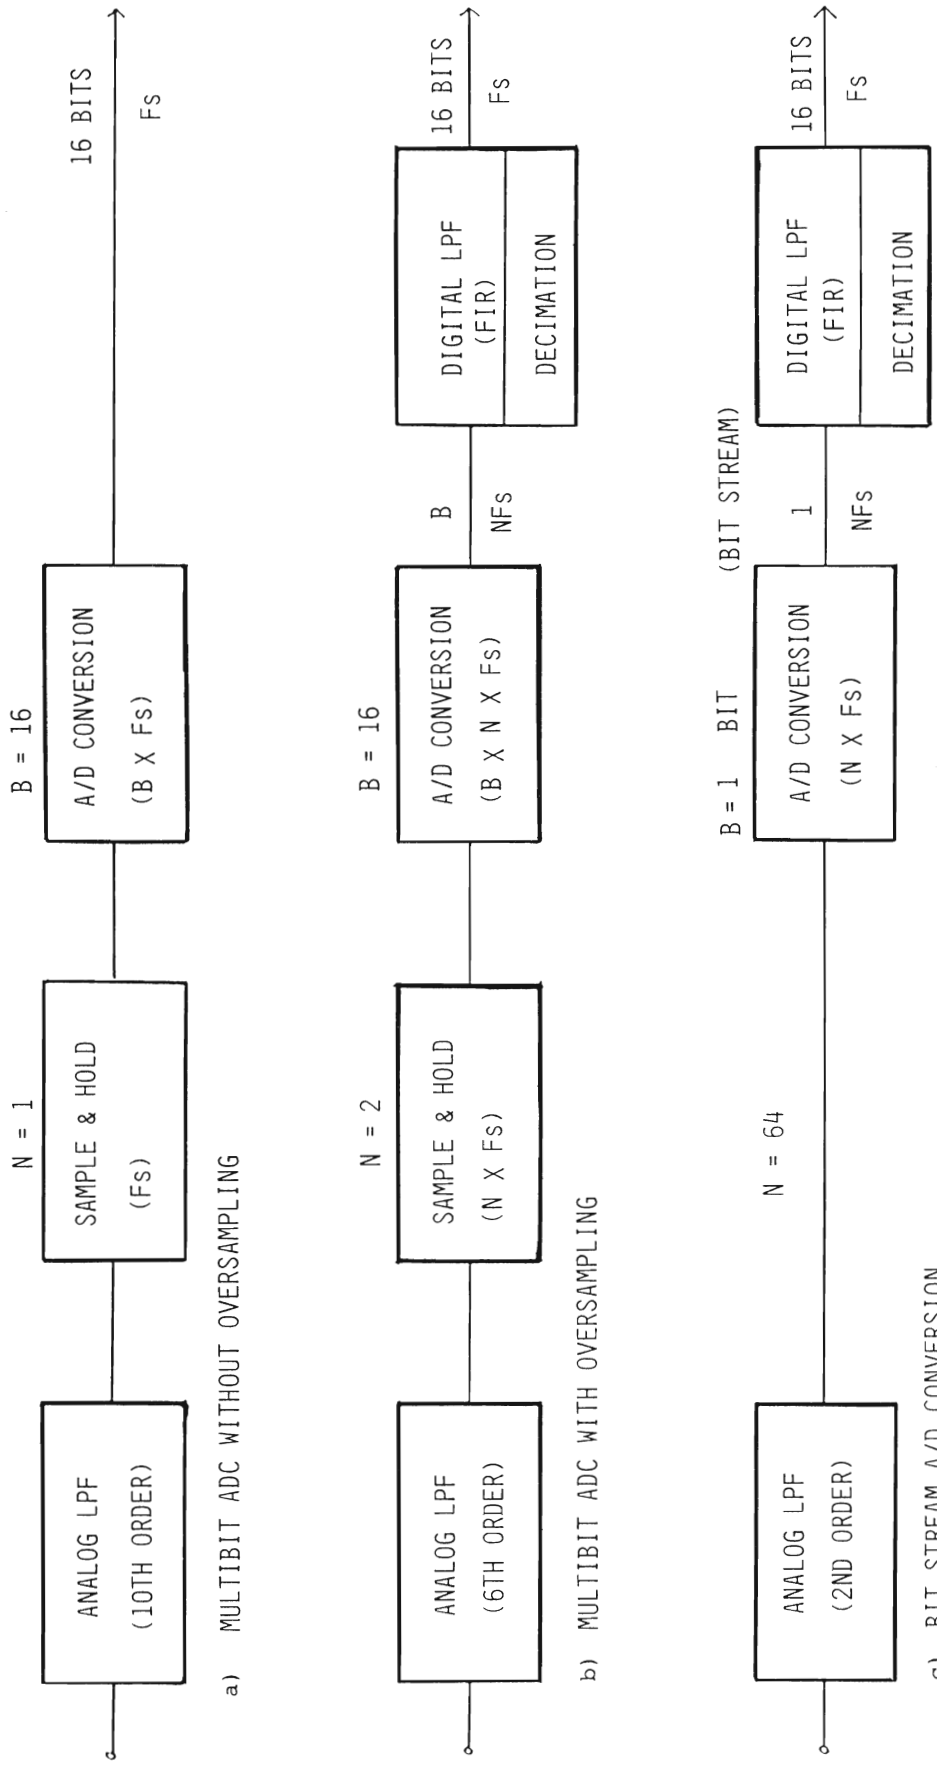 N = 1
B = 16
ANALOG LPF
(10TH ORDER)
SAMPLE & HOLD
(Fs)
A/D CONVERSION
(B X Fs)
16 BITS
Fs
a) MULTIBIT ADC WITHOUT OVERSAMPLING
N = 2
B = 16
ANALOG LPF
(6TH ORDER)
SAMPLE & HOLD
(N X Fs)
A/D CONVERSION
(B X N X Fs)
B
NFs
DIGITAL LPF
(FIR)
DECIMATION
16 BITS
Fs
b) MULTIBIT ADC WITH OVERSAMPLING
N = 64
B = 1 BIT
(BIT STREAM)
ANALOG LPF
(2ND ORDER)
A/D CONVERSION
(N X Fs)
1
NFs
DIGITAL LPF
(FIR)
DECIMATION
16 BITS
Fs
c) BIT STREAM A/D CONVERSION